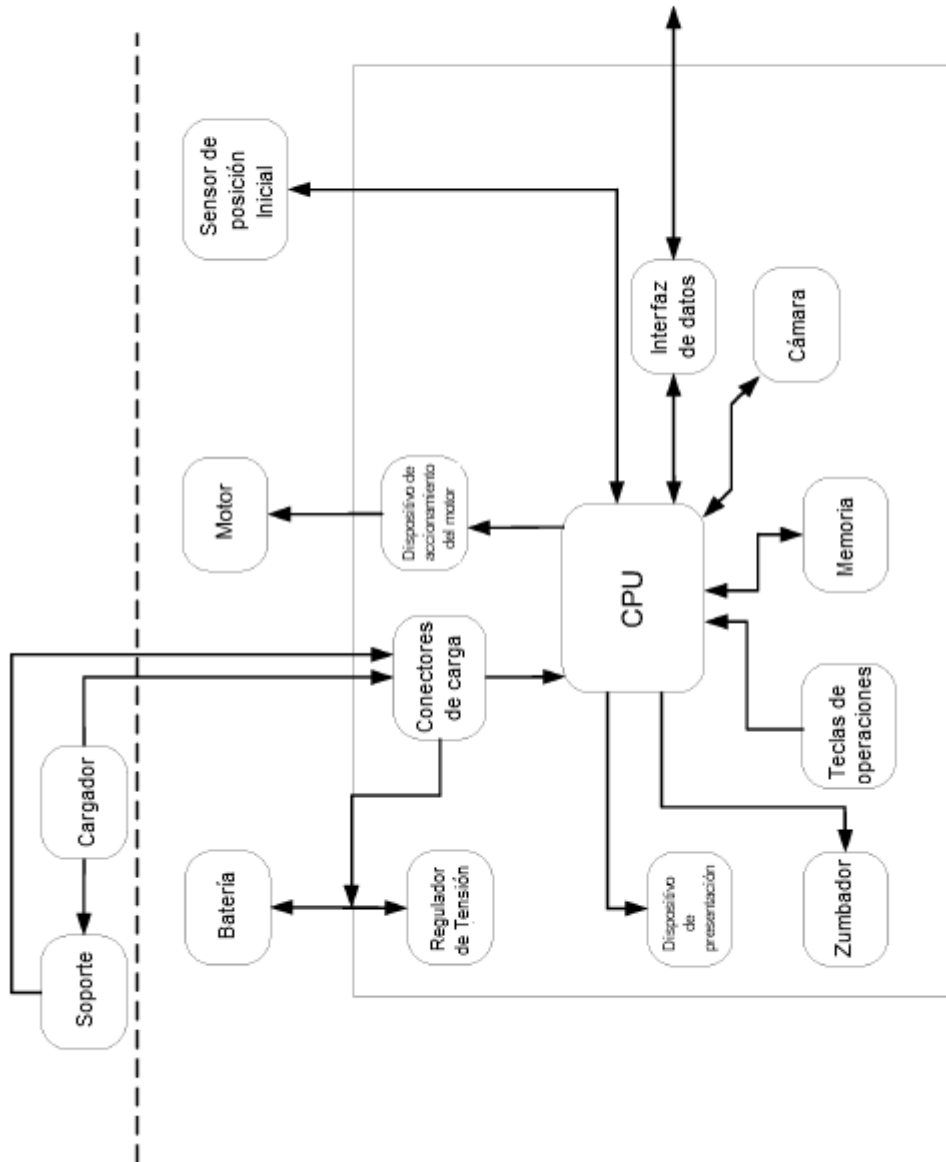 Soporte
Cargador
Batería
Regulador
de Tensión
Conectores
de carga
Motor
Dispositivo de
accionamiento
del motor
Sensor de
posición
Inicial
CPU
Interfaz
de datos
Cámara
Memoria
Teclas de
operaciones
Zumbador
Dispositivo
de
presentación